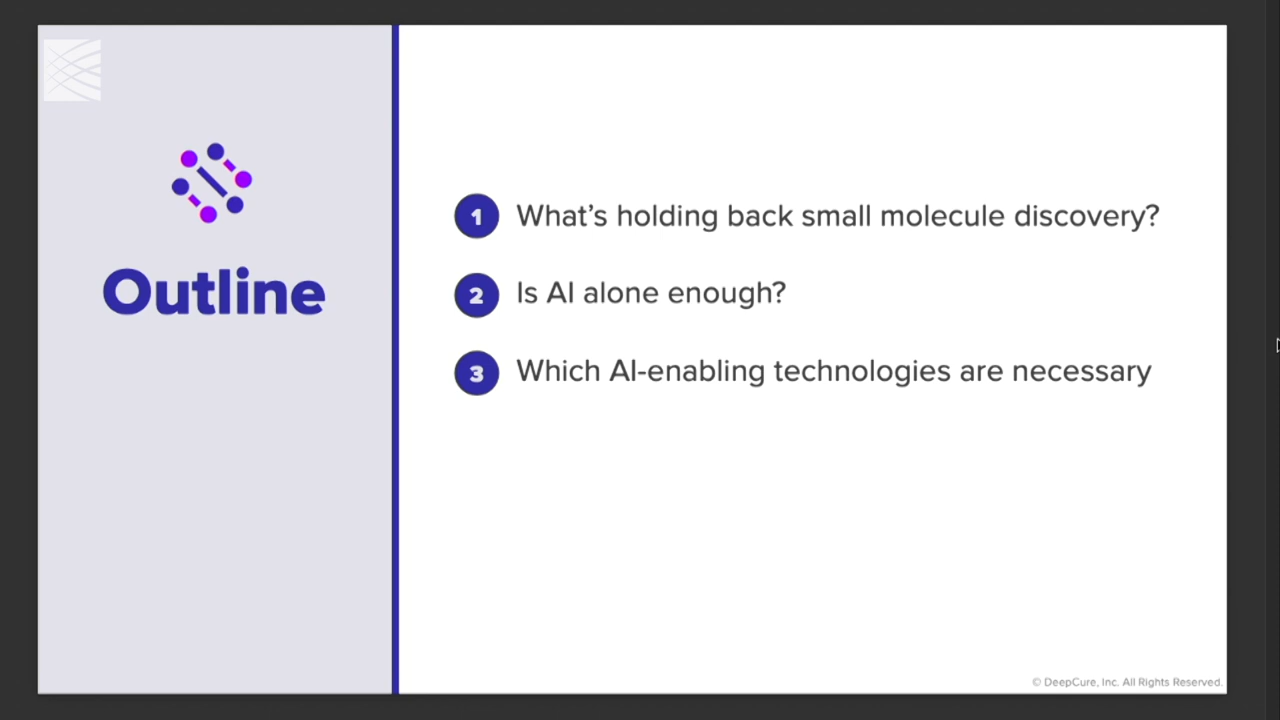 Outline
1 What’s holding back small molecule discovery?
2 Is AI alone enough?
3 Which AI-enabling technologies are necessary
© DeepCure, Inc. All Rights Reserved.